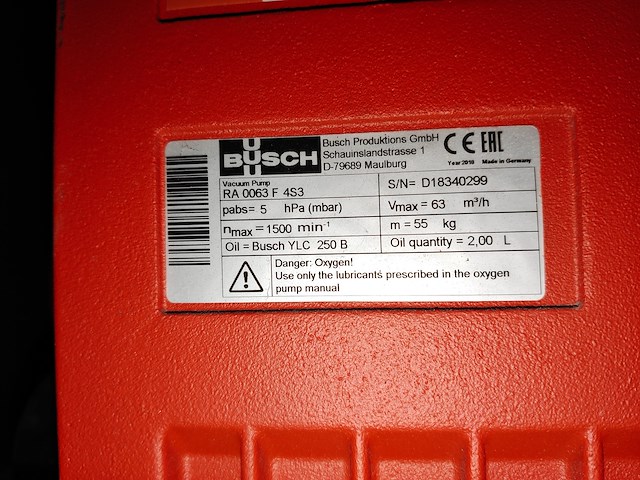 BUSCH
Busch Produktions GmbH
Schauinslandstrasse 1
D-79689 Maulburg
CE EAC
Year 2018 Made in Germany
Vacuum Pump
RA 0063 F 4S3
S/N= D18340299
pabs= 5 hPa (mbar)
Vmax = 63 m³/h
nmax = 1500 min⁻¹
m = 55 kg
Oil = Busch YLC 250 B
Oil quantity = 2,00 L
Danger: Oxygen!
Use only the lubricants prescribed in the oxygen
pump manual